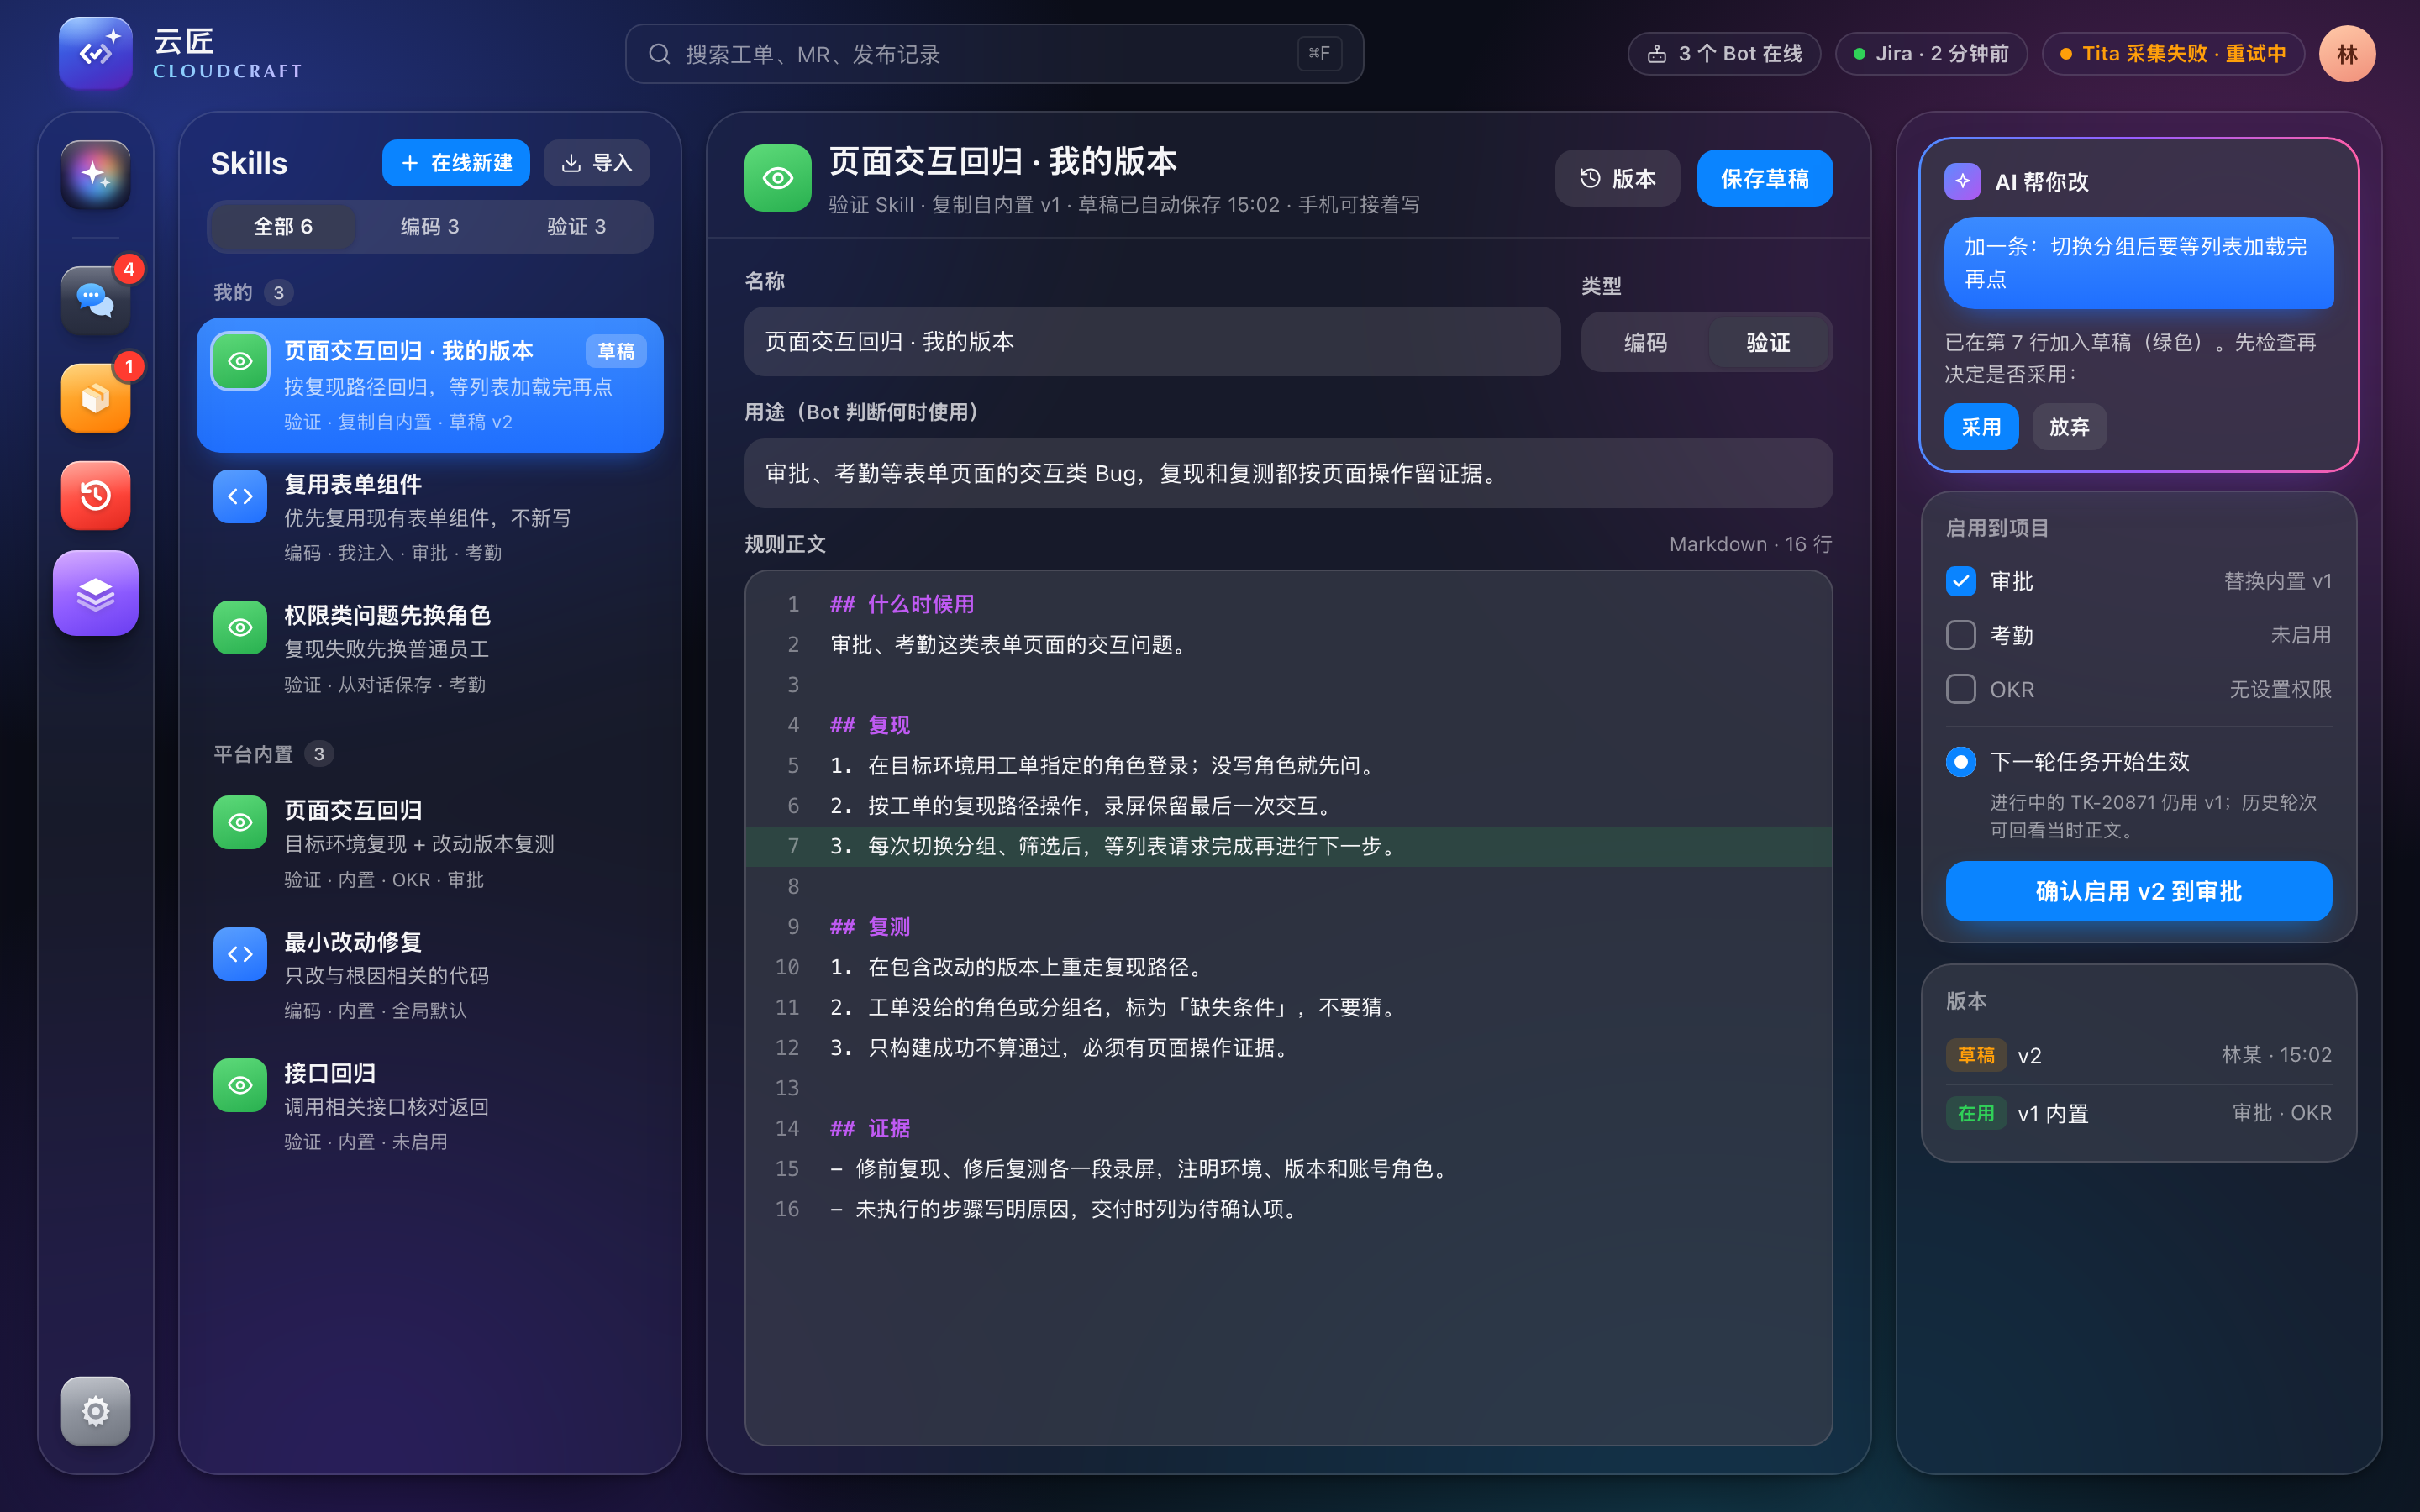 云匠
CLOUDCRAFT
搜索工单、MR、发布记录
⌘F
3 个 Bot 在线
Jira · 2 分钟前
Tita 采集失败 · 重试中
林
4
1
Skills
在线新建
导入
全部 6
编码 3
验证 3
我的 3
页面交互回归 · 我的版本
草稿
按复现路径回归，等列表加载完再点
验证 · 复制自内置 · 草稿 v2
复用表单组件
优先复用现有表单组件，不新写
编码 · 我注入 · 审批 · 考勤
权限类问题先换角色
复现失败先换普通员工
验证 · 从对话保存 · 考勤
平台内置 3
页面交互回归
目标环境复现 + 改动版本复测
验证 · 内置 · OKR · 审批
最小改动修复
只改与根因相关的代码
编码 · 内置 · 全局默认
接口回归
调用相关接口核对返回
验证 · 内置 · 未启用
页面交互回归 · 我的版本
验证 Skill · 复制自内置 v1 · 草稿已自动保存 15:02 · 手机可接着写
版本
保存草稿
名称
页面交互回归 · 我的版本
类型
编码
验证
用途（Bot 判断何时使用）
审批、考勤等表单页面的交互类 Bug，复现和复测都按页面操作留证据。
规则正文
Markdown · 16 行
1 ## 什么时候用
2 审批、考勤这类表单页面的交互问题。
3
4 ## 复现
5 1. 在目标环境用工单指定的角色登录；没写角色就先问。
6 2. 按工单的复现路径操作，录屏保留最后一次交互。
7 3. 每次切换分组、筛选后，等列表请求完成再进行下一步。
8
9 ## 复测
10 1. 在包含改动的版本上重走复现路径。
11 2. 工单没给的角色或分组名，标为「缺失条件」，不要猜。
12 3. 只构建成功不算通过，必须有页面操作证据。
13
14 ## 证据
15 - 修前复现、修后复测各一段录屏，注明环境、版本和账号角色。
16 - 未执行的步骤写明原因，交付时列为待确认项。
AI 帮你改
加一条：切换分组后要等列表加载完
再点
已在第 7 行加入草稿（绿色）。先检查再
决定是否采用：
采用
放弃
启用到项目
审批
替换内置 v1
考勤
未启用
OKR
无设置权限
下一轮任务开始生效
进行中的 TK-20871 仍用 v1；历史轮次
可回看当时正文。
确认启用 v2 到审批
版本
草稿 v2
林某 · 15:02
在用 v1 内置
审批 · OKR